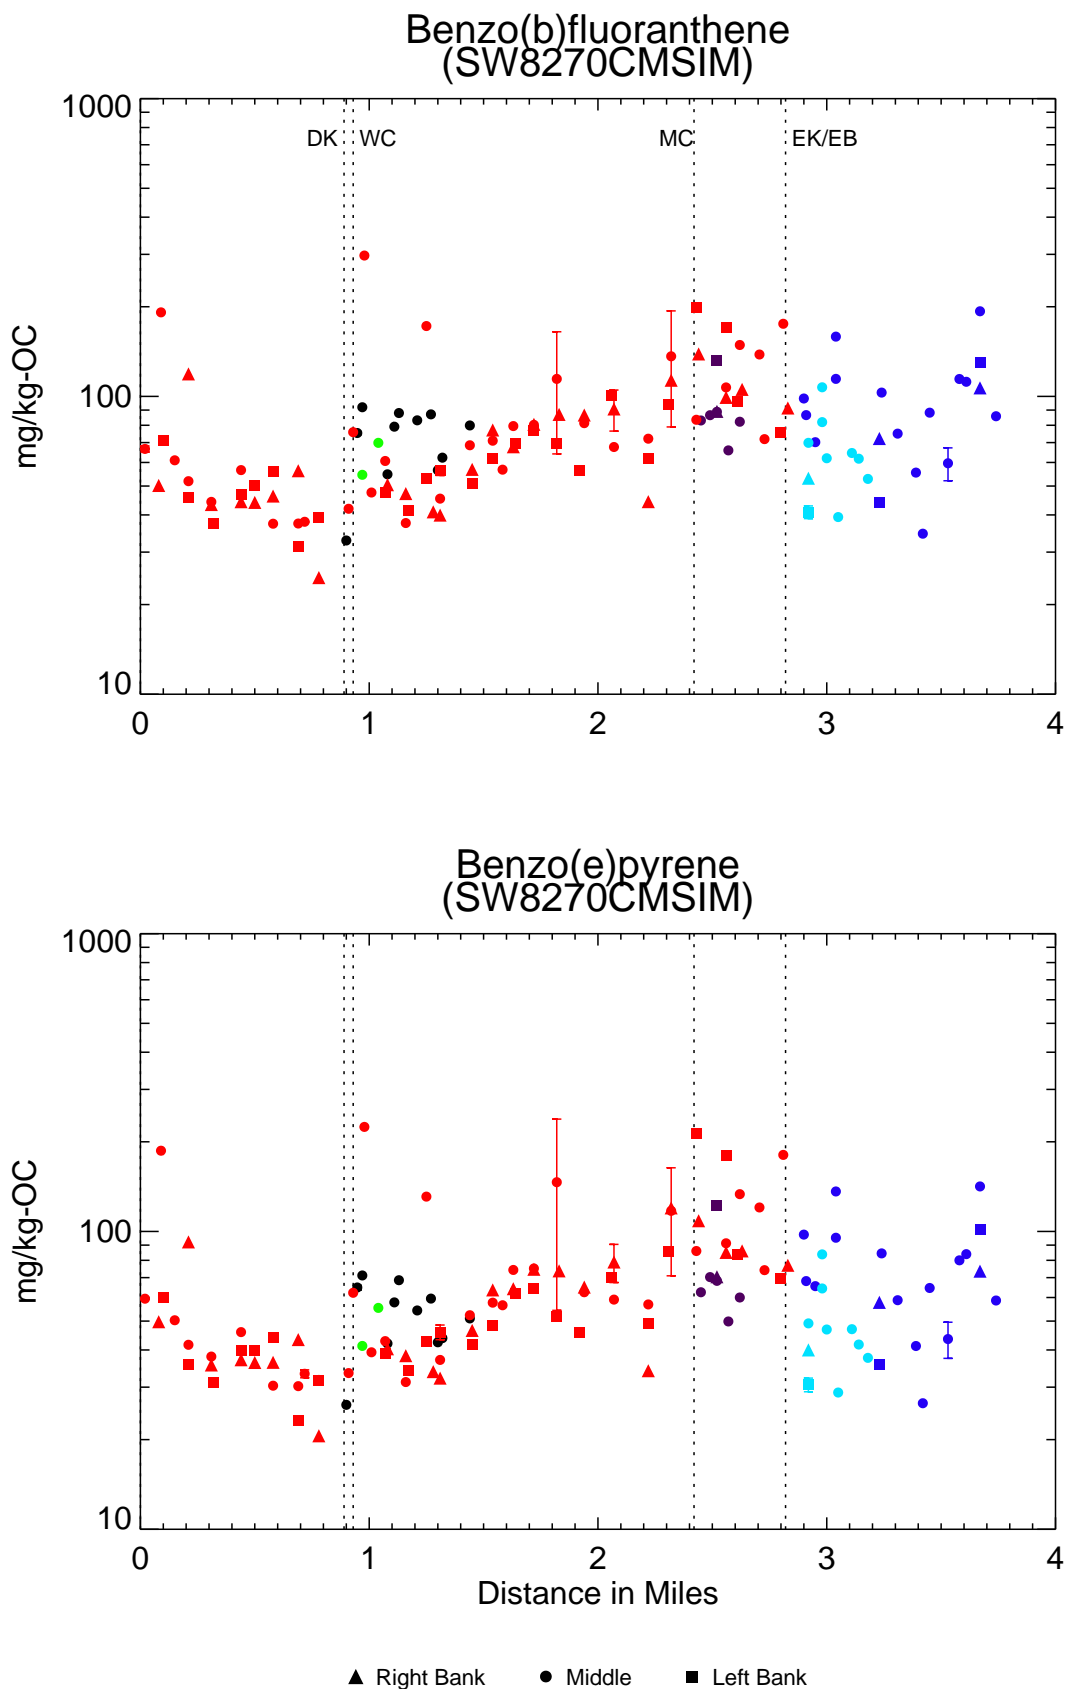 Benzo(b)fluoranthene
(SW8270CMSIM)
1000
DK WC MC EK/EB
100
mg/kg-OC
10
0 1 2 3 4
Benzo(e)pyrene
(SW8270CMSIM)
1000
100
mg/kg-OC
10
0 1 2 3 4
Distance in Miles
Right Bank Middle Left Bank